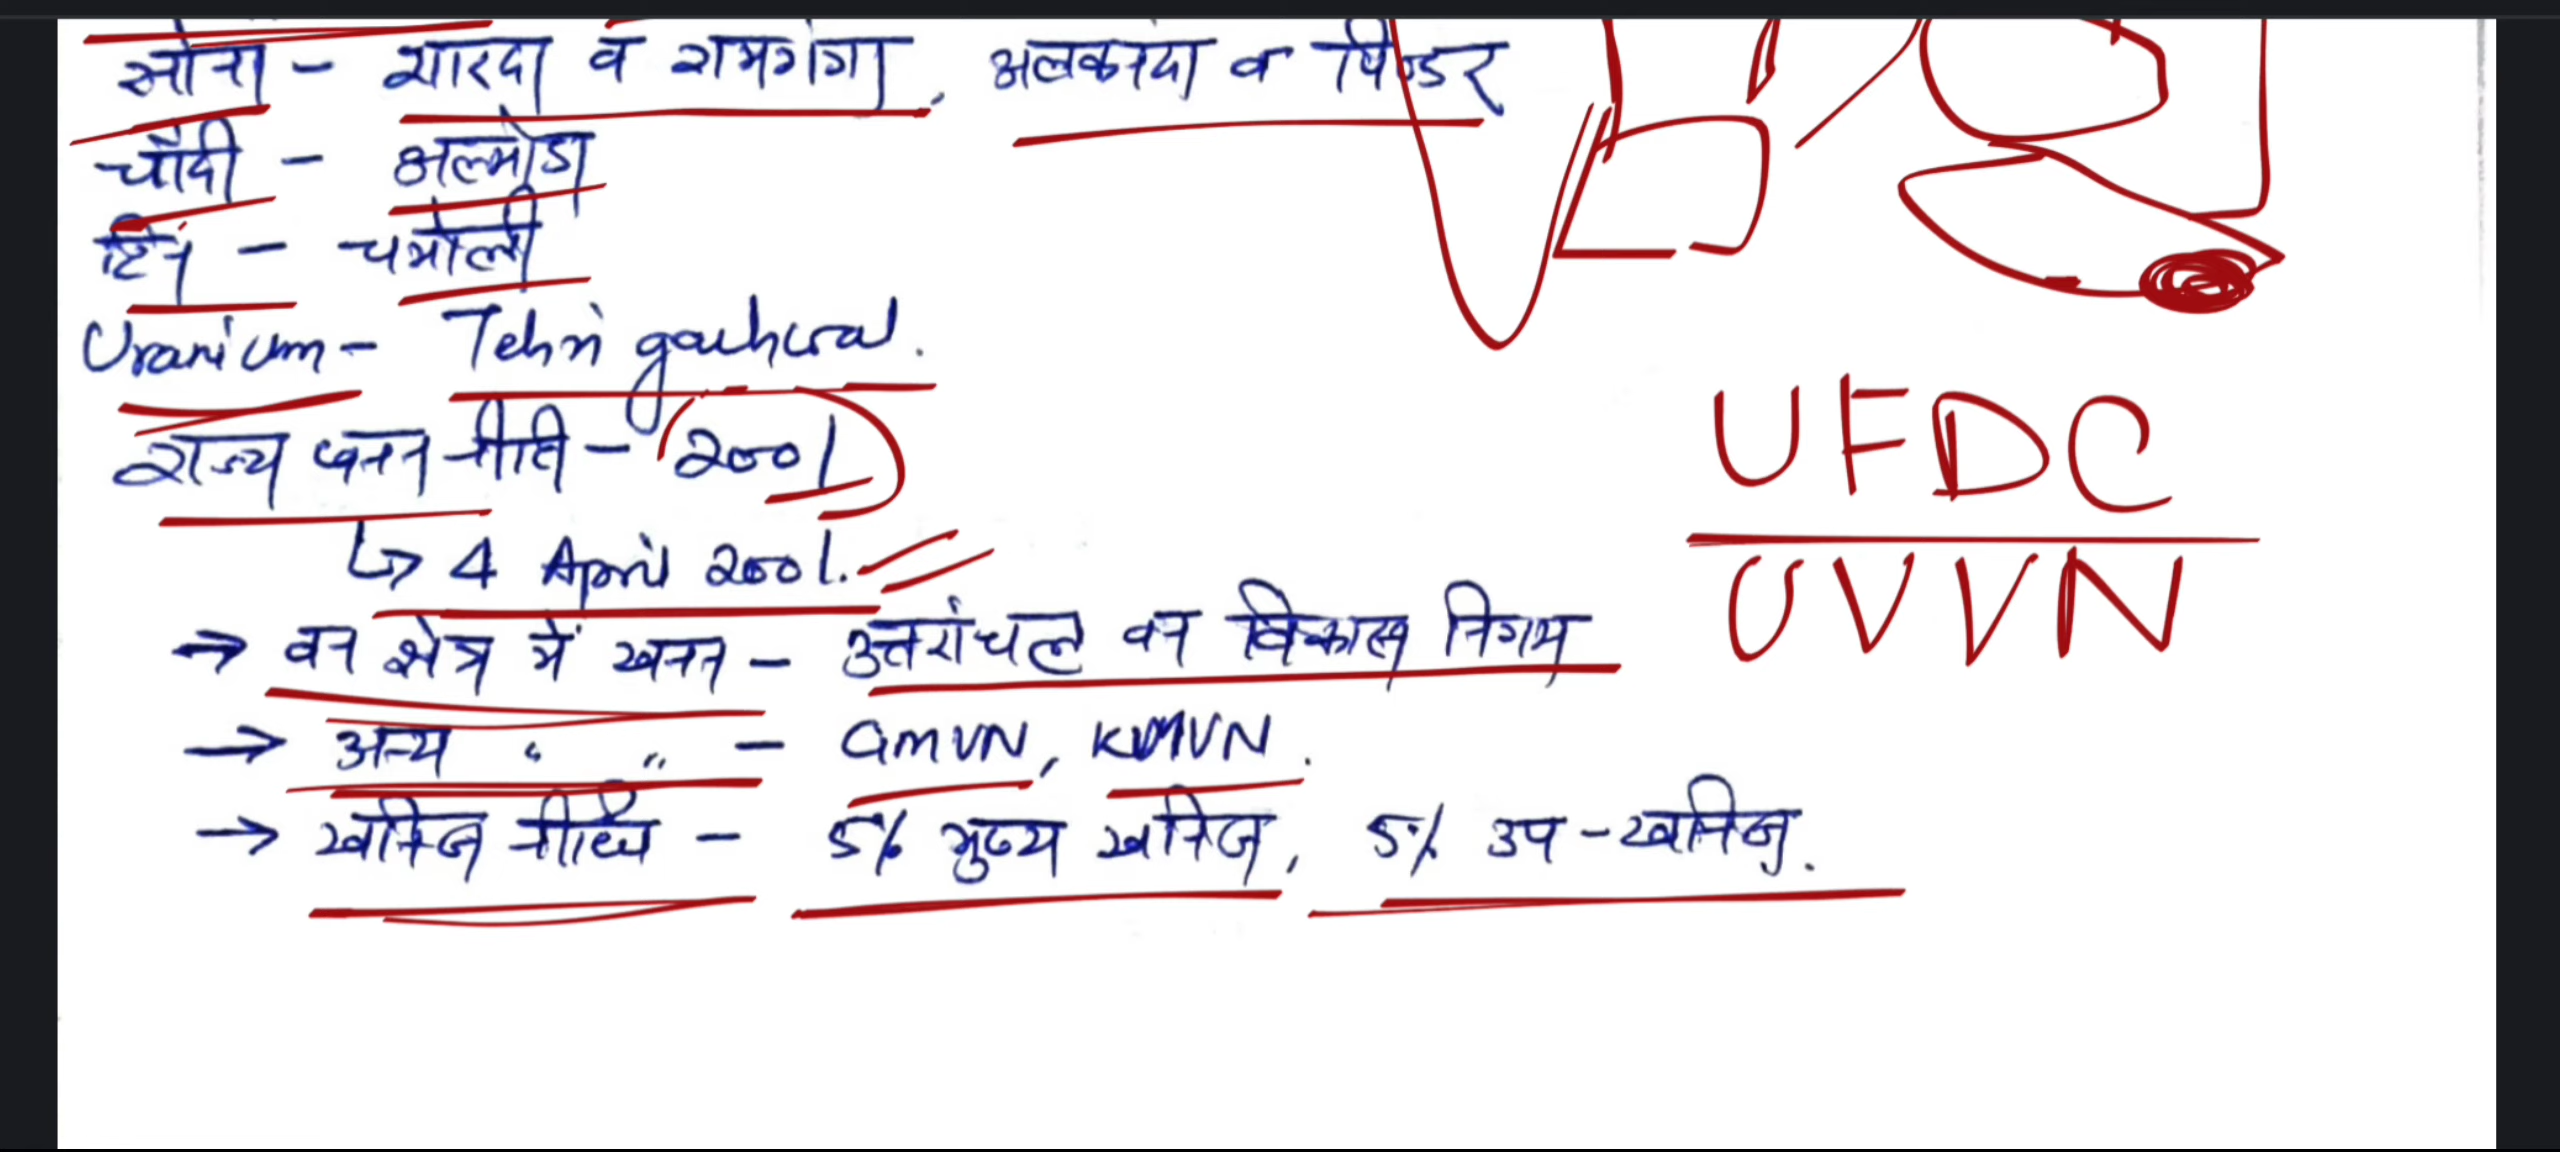 सोना - शारदा व रामगंगा, अलकनंदा व पिण्डर
चाँदी - अल्मोडा
टिन - चमोली
Uranium - Tehri garhwal.
राज्य खनन नीति - 2001
↳ 4 April 2001.
→ वन क्षेत्र में खनन - उत्तरांचल वन विकास निगम
→ अन्य " " - GMVN, KMVN.
→ खनिज नीधि - 5% मुख्य खनिज, 5% उप-खनिज.
UFDC
UVVN